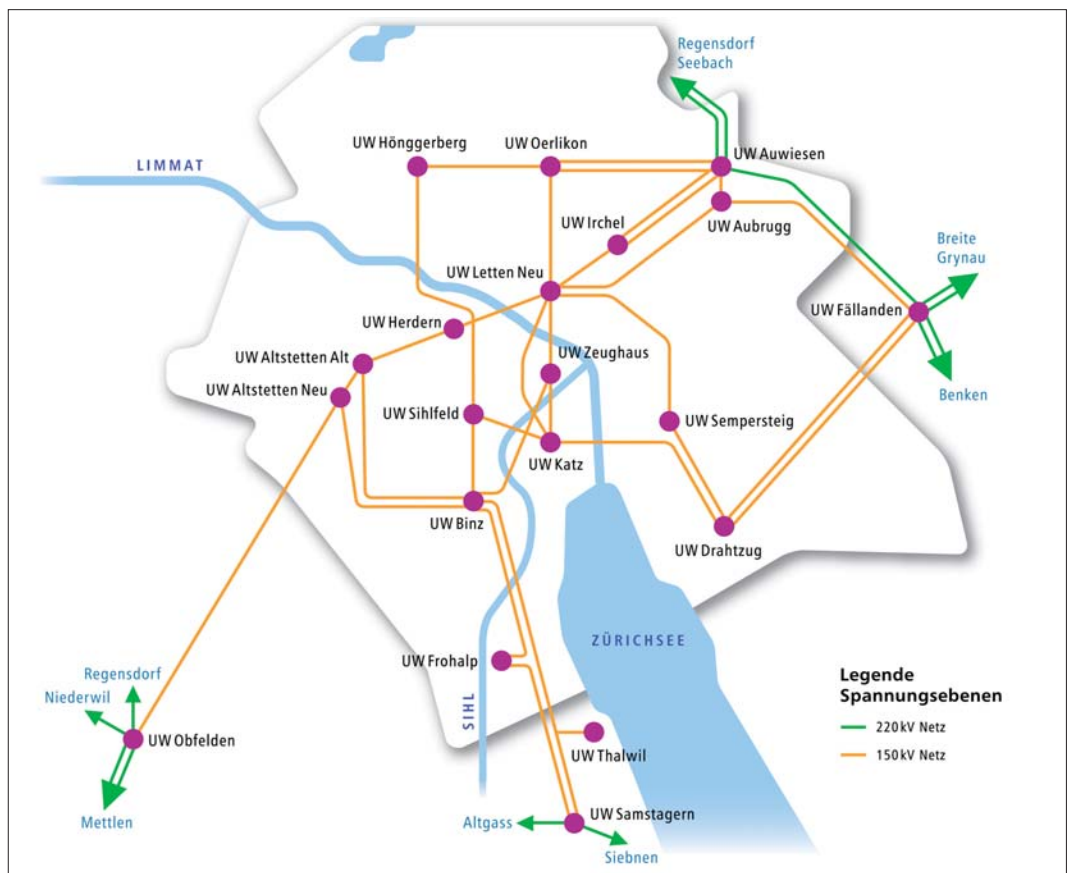 Regensdorf
Seebach
UW Hönggerberg
UW Oerlikon
UW Auwiesen
LIMMAT
UW Irchel
UW Aubrugg
Breite
Grynau
UW Letten Neu
UW Fällanden
UW Herdern
UW Altstetten Alt
UW Zeughaus
UW Altstetten Neu
Benken
UW Sihlfeld
UW Sempersteig
UW Katz
UW Binz
UW Drahtzug
ZÜRICHSEE
UW Frohalp
SIHL
Regensdorf
Niederwil
UW Obfelden
Mettlen
UW Thalwil
UW Samstagern
Altgass
Siebnen
Legende
Spannungsebenen
220 kV Netz
150 kV Netz